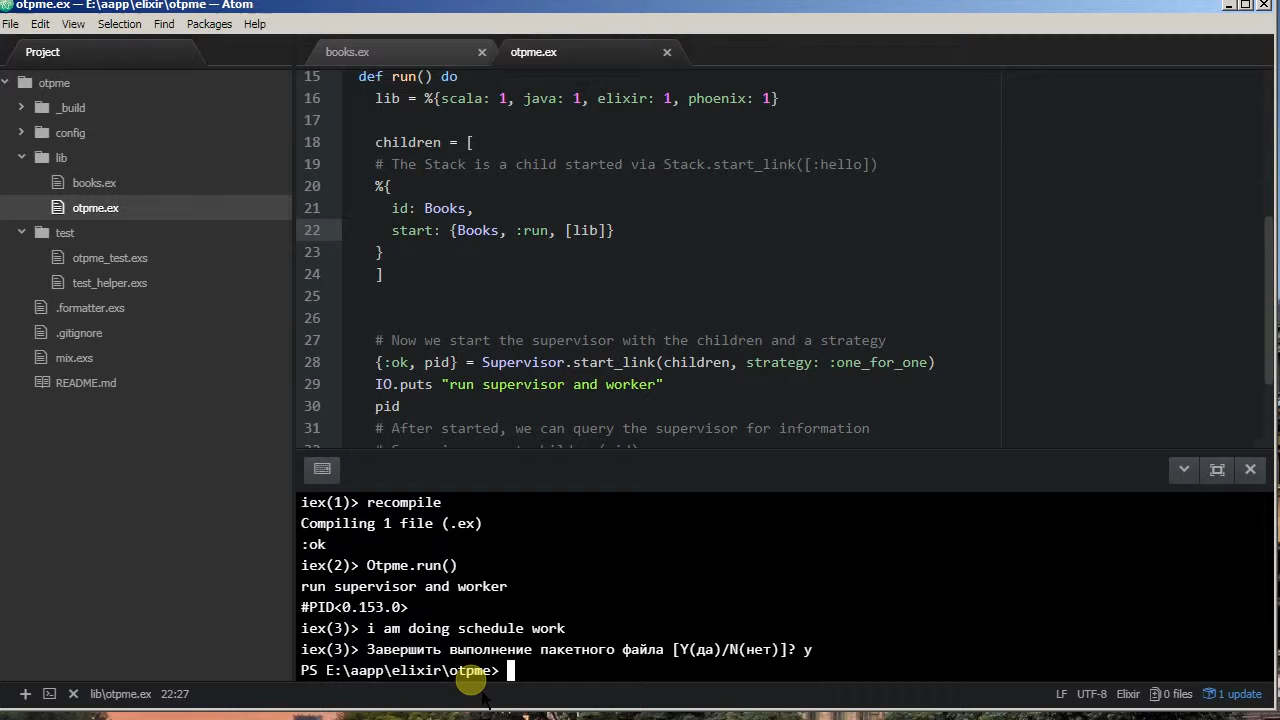 otpme.ex — E:\aapp\elixir\otpme — Atom
File Edit View Selection Find Packages Help
Project
books.ex
otpme.ex
otpme
_build
config
lib
books.ex
otpme.ex
test
otpme_test.exs
test_helper.exs
.formatter.exs
.gitignore
mix.exs
README.md
15 def run() do
16 lib = %{scala: 1, java: 1, elixir: 1, phoenix: 1}
17
18 children = [
19 # The Stack is a child started via Stack.start_link([:hello])
20 %{
21 id: Books,
22 start: {Books, :run, [lib]}
23 }
24 ]
25
26
27 # Now we start the supervisor with the children and a strategy
28 {:ok, pid} = Supervisor.start_link(children, strategy: :one_for_one)
29 IO.puts "run supervisor and worker"
30 pid
31 # After started, we can query the supervisor for information
iex(1)> recompile
Compiling 1 file (.ex)
:ok
iex(2)> Otpme.run()
run supervisor and worker
#PID<0.153.0>
iex(3)> i am doing schedule work
iex(3)> Завершить выполнение пакетного файла [Y(да)/N(нет)]? y
PS E:\aapp\elixir\otpme>
lib\otpme.ex 22:27
LF UTF-8 Elixir 0 files 1 update